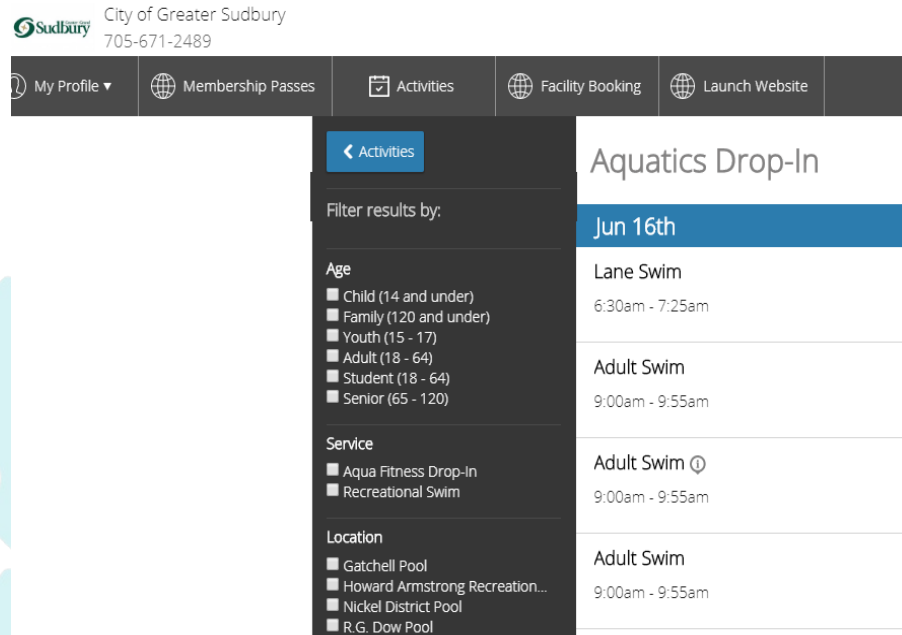 Sudbury
City of Greater Sudbury
705-671-2489
My Profile ▾
Membership Passes
Activities
Facility Booking
Launch Website
Activities
Filter results by:
Age
Child (14 and under)
Family (120 and under)
Youth (15 - 17)
Adult (18 - 64)
Student (18 - 64)
Senior (65 - 120)
Service
Aqua Fitness Drop-In
Recreational Swim
Location
Gatchell Pool
Howard Armstrong Recreation...
Nickel District Pool
R.G. Dow Pool
Aquatics Drop-In
Jun 16th
Lane Swim
6:30am - 7:25am
Adult Swim
9:00am - 9:55am
Adult Swim
9:00am - 9:55am
Adult Swim
9:00am - 9:55am